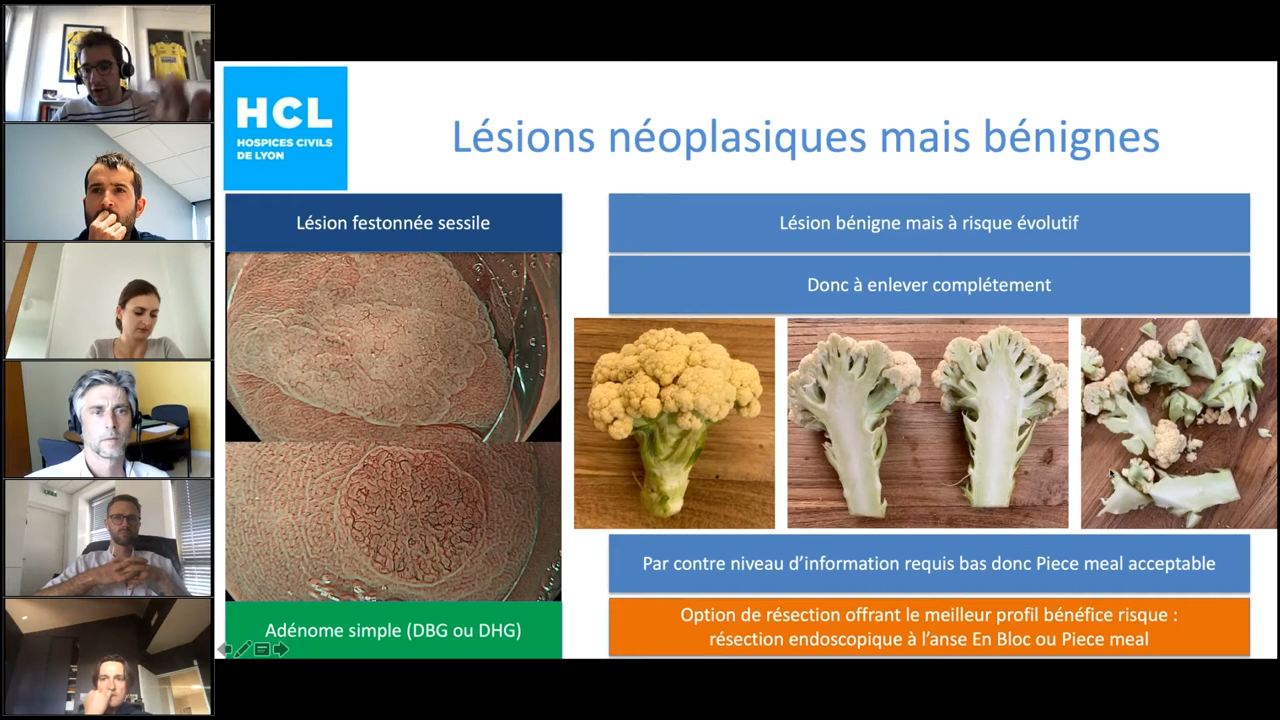 HCL
HOSPICES CIVILS
DE LYON
Lésions néoplasiques mais bénignes
Lésion festonnée sessile
Lésion bénigne mais à risque évolutif
Donc à enlever complétement
Par contre niveau d'information requis bas donc Piece meal acceptable
Adénome simple (DBG ou DHG)
Option de résection offrant le meilleur profil bénéfice risque :
résection endoscopique à l'anse En Bloc ou Piece meal